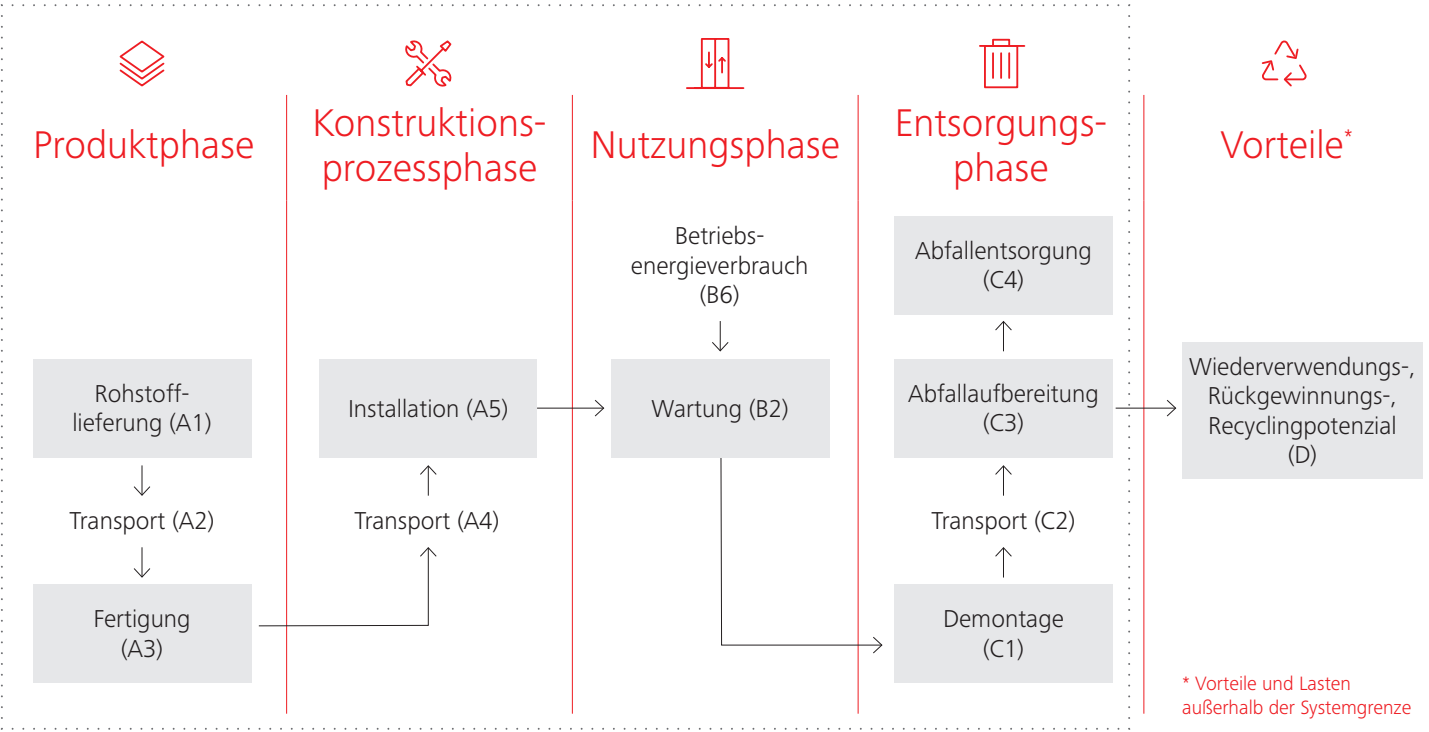 Produktphase
Rohstoff-
lieferung (A1)
Transport (A2)
Fertigung
(A3)
Konstruktions-
prozessphase
Installation (A5)
Transport (A4)
Nutzungsphase
Betriebs-
energieverbrauch
(B6)
Wartung (B2)
Entsorgungs-
phase
Abfallentsorgung
(C4)
Abfallaufbereitung
(C3)
Transport (C2)
Demontage
(C1)
Vorteile*
Wiederverwendungs-,
Rückgewinnungs-,
Recyclingpotenzial
(D)
* Vorteile und Lasten
außerhalb der Systemgrenze